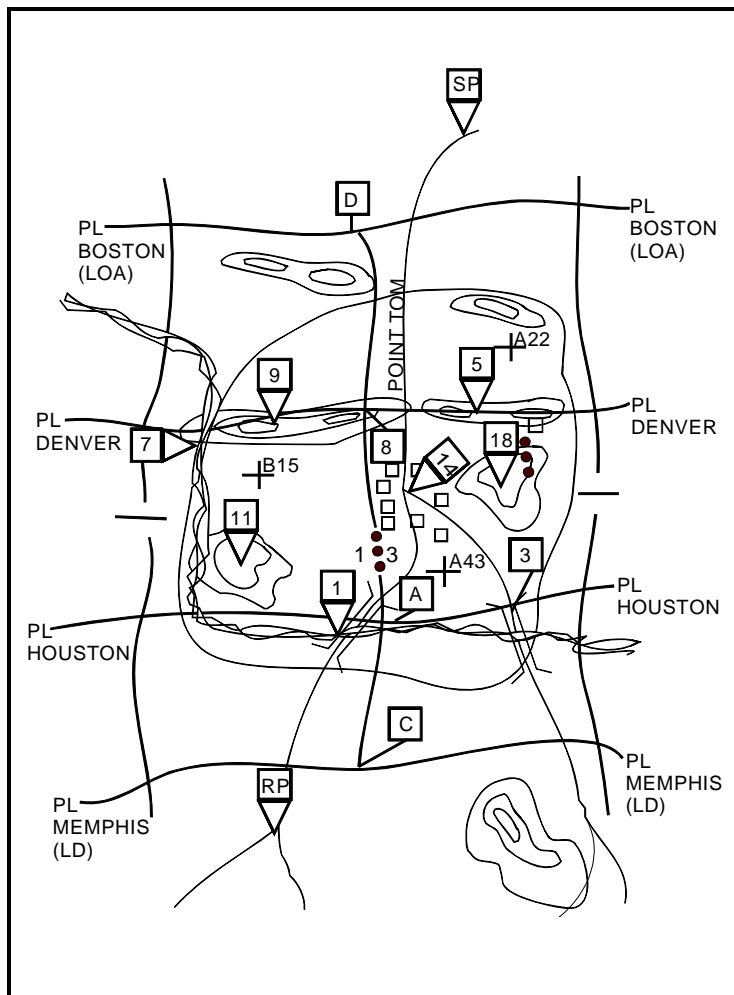 SP
D
PL
BOSTON
(LOA)
PL
BOSTON
(LOA)
POINT TOM
A22
9
5
PL
DENVER
PL
DENVER
7
8
18
14
B15
11
1 3
A43
3
1
A
PL
HOUSTON
PL
HOUSTON
C
PL
MEMPHIS
(LD)
RP
PL
MEMPHIS
(LD)